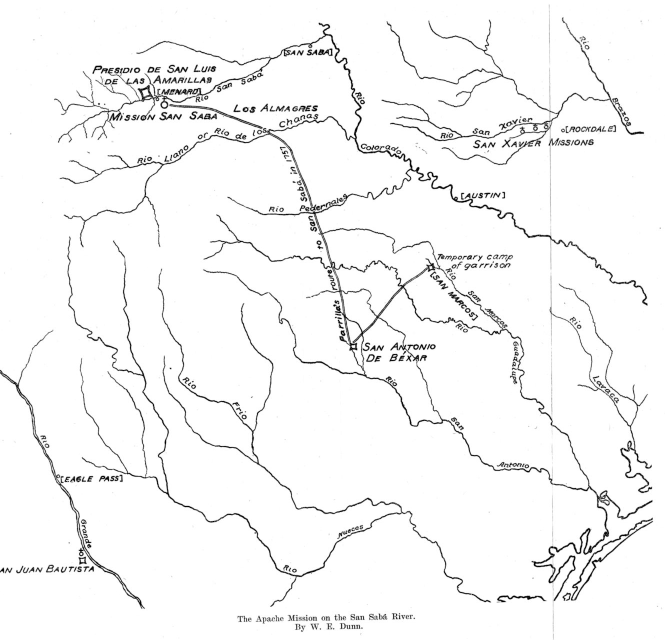 [SAN SABA]
PRESIDIO DE SAN LUIS
DE LAS AMARILLAS
[MENARD]
Rio San Saba
MISSION SAN SABA
LOS ALMAGRES
Rio Llano or Rio de los Chanas
Rio
Colorado
Rio
Brazos
Rio San Xavier
[ROCKDALE]
SAN XAVIER MISSIONS
[AUSTIN]
Rio Pedernales
Parrilla's route to San Sabá in 1757
Temporary camp
of garrison
[SAN MARCOS]
Rio San Marcos
Rio
Guadalupe
SAN ANTONIO
DE BÉXAR
Rio San Antonio
Rio
Lavaca
Rio
Frio
Rio
Grande
[EAGLE PASS]
AN JUAN BAUTISTA
Rio
Nueces
The Apache Mission on the San Sabá River.
By W. E. Dunn.